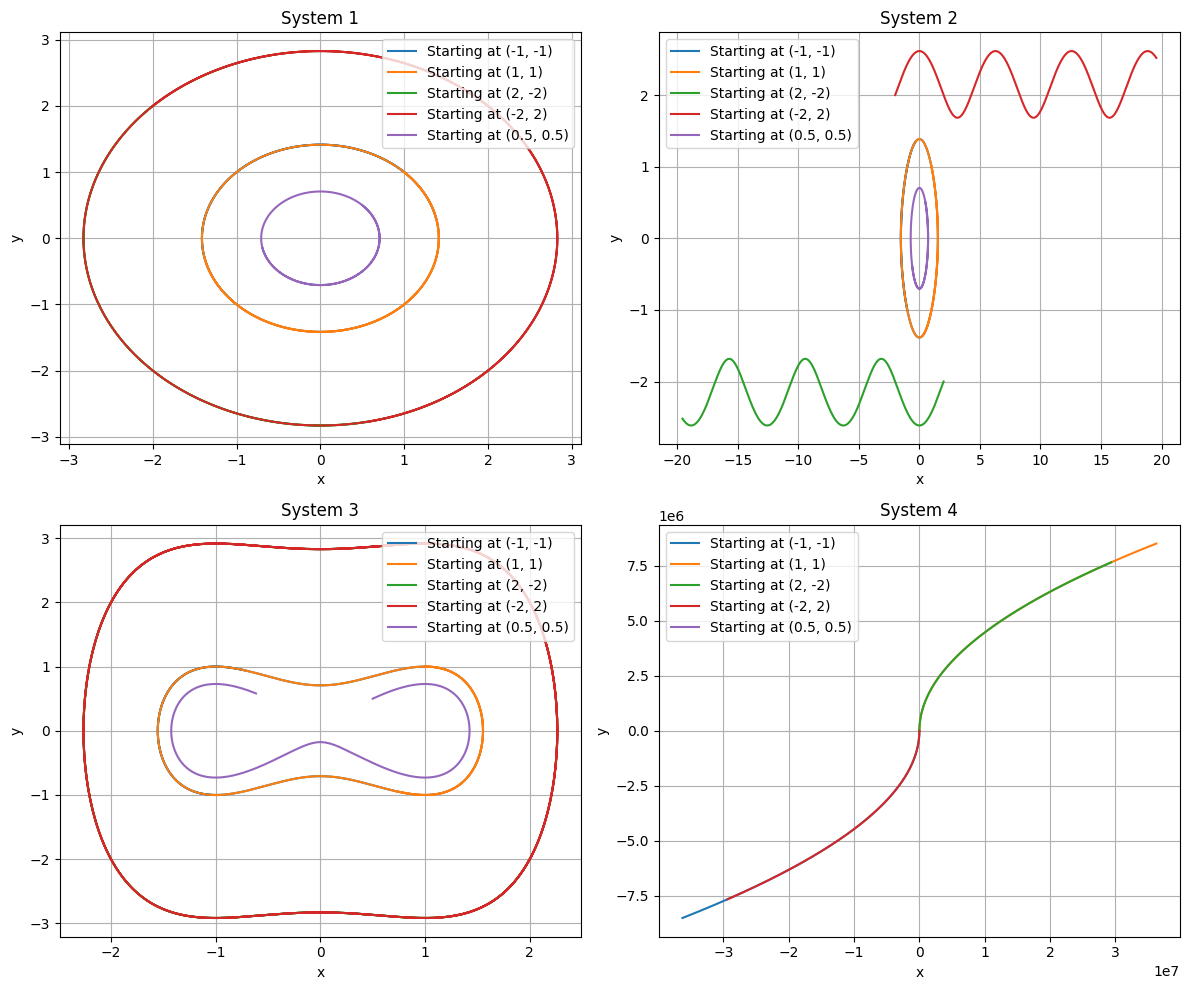 System 1
3
2
1
0
−1
−2
−3
y
Starting at (-1, -1)
Starting at (1, 1)
Starting at (2, -2)
Starting at (-2, 2)
Starting at (0.5, 0.5)
−3 −2 −1 0 1 2 3
x
System 2
2
1
0
−1
−2
y
Starting at (-1, -1)
Starting at (1, 1)
Starting at (2, -2)
Starting at (-2, 2)
Starting at (0.5, 0.5)
−20 −15 −10 −5 0 5 10 15 20
x
System 3
3
2
1
0
−1
−2
−3
y
Starting at (-1, -1)
Starting at (1, 1)
Starting at (2, -2)
Starting at (-2, 2)
Starting at (0.5, 0.5)
−2 −1 0 1 2
x
System 4
1e6
7.5
5.0
2.5
0.0
−2.5
−5.0
−7.5
y
Starting at (-1, -1)
Starting at (1, 1)
Starting at (2, -2)
Starting at (-2, 2)
Starting at (0.5, 0.5)
−3 −2 −1 0 1 2 3
x
1e7